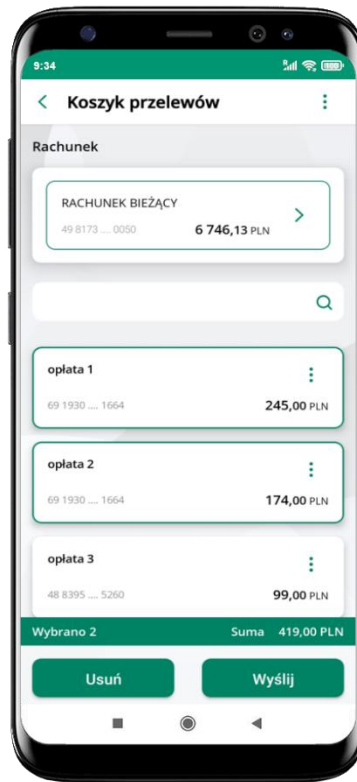 9:34
Koszyk przelewów
Rachunek
RACHUNEK BIEŻĄCY
49 8173 .... 0050 6 746,13 PLN
opłata 1
69 1930 .... 1664 245,00 PLN
opłata 2
69 1930 .... 1664 174,00 PLN
opłata 3
48 8395 .... 5260 99,00 PLN
Wybrano 2 Suma 419,00 PLN
Usuń Wyślij